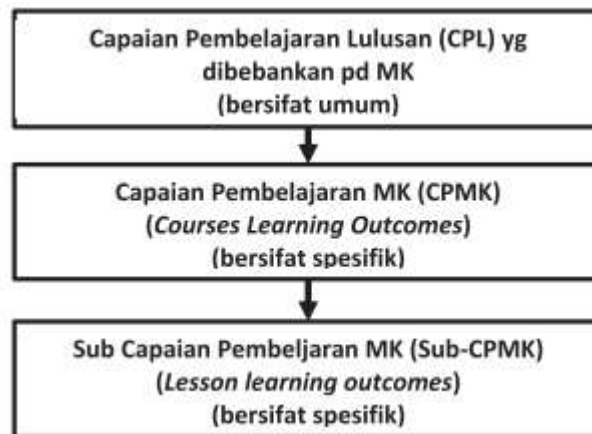 Capaian Pembelajaran Lulusan (CPL) yg
dibebankan pd MK
(bersifat umum)
Capaian Pembelajaran MK (CPMK)
(Courses Learning Outcomes)
(bersifat spesifik)
Sub Capaian Pembeljaran MK (Sub-CPMK)
(Lesson learning outcomes)
(bersifat spesifik)